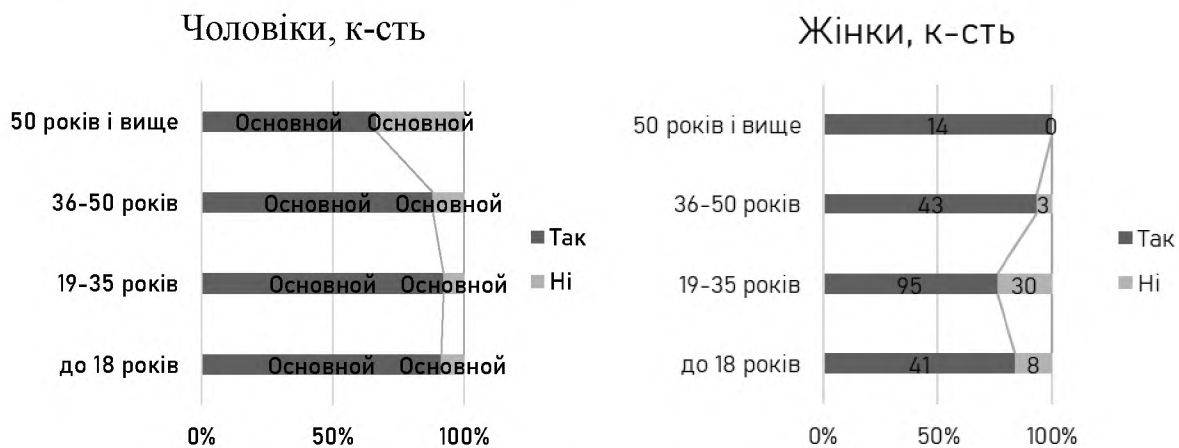 Чоловіки, к-сть
50 років і вище
Основной Основной
36-50 років
Основной Основной
19-35 років
Основной Основной
до 18 років
Основной Основной
0% 50% 100%
Так
Ні
Жінки, к-сть
50 років і вище
14 0
36-50 років
43 3
19-35 років
95 30
до 18 років
41 8
0% 50% 100%
Так
Ні